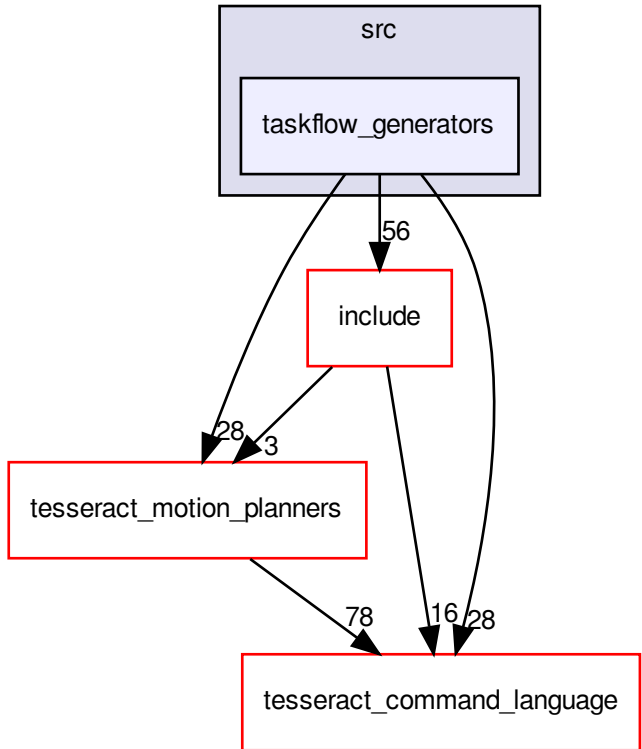 src
taskflow_generators
56
include
28
3
tesseract_motion_planners
78
16
28
tesseract_command_language